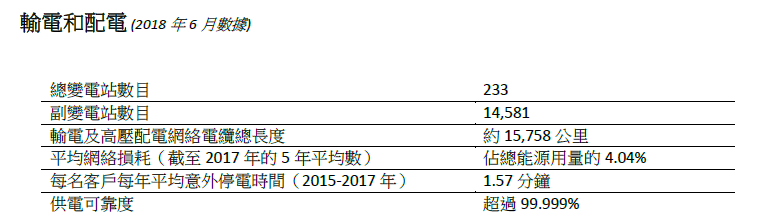 輸電和配電 (2018 年 6 月數據)
總變電站數目 233
副變電站數目 14,581
輸電及高壓配電網絡電纜總長度 約 15,758 公里
平均網絡損耗（截至 2017 年的 5 年平均數） 佔總能源用量的 4.04%
每名客戶每年平均意外停電時間（2015-2017 年） 1.57 分鐘
供電可靠度 超過 99.999%